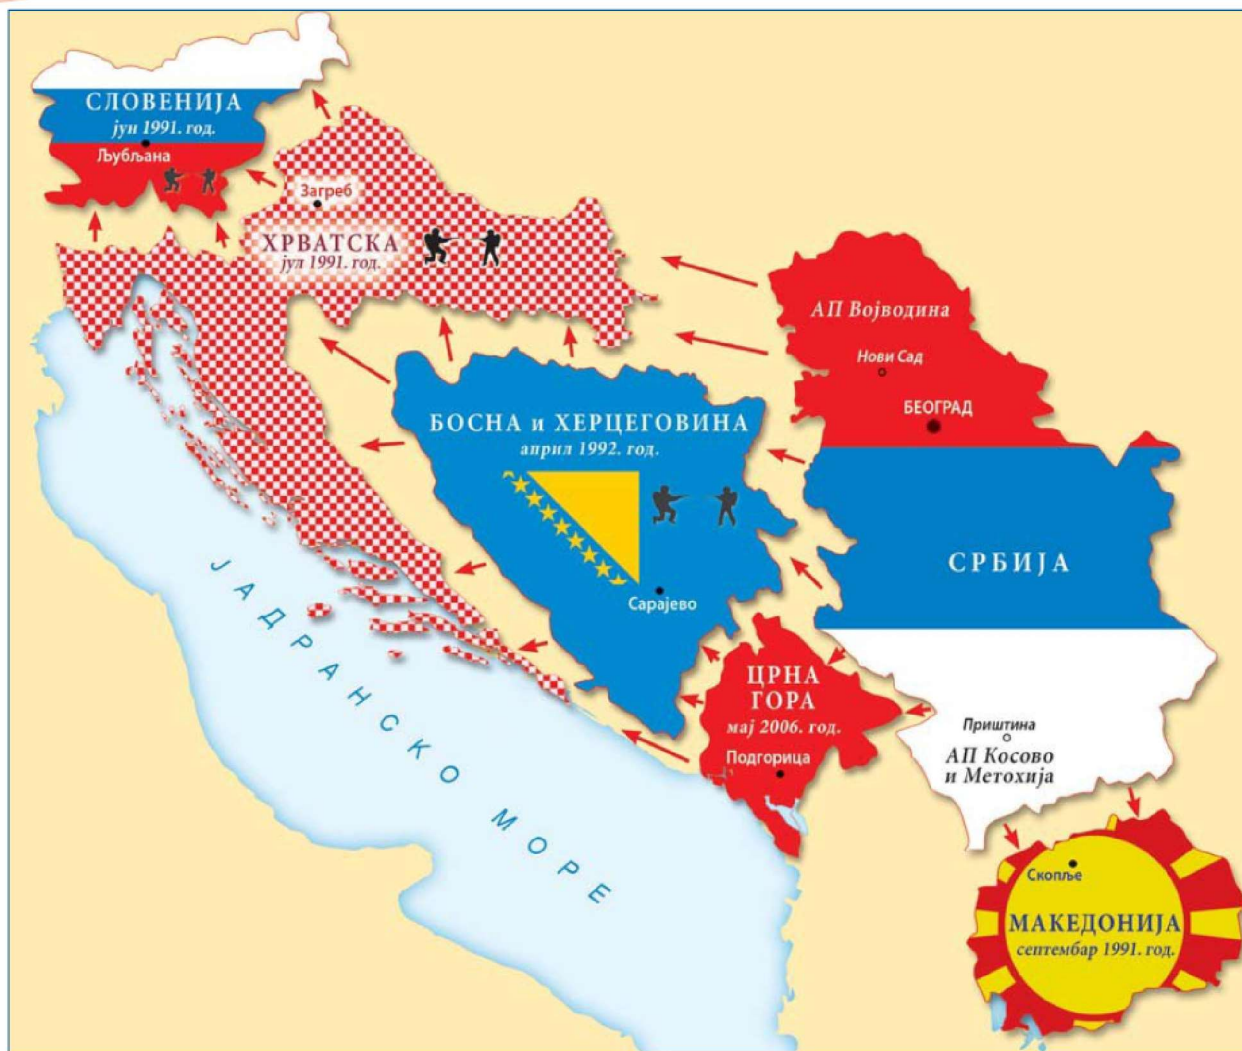 СЛОВЕНИЈА
јун 1991. год.
Љубљана
Загреб
ХРВАТСКА
јул 1991. год.
АП Војводина
Нови Сад
БЕОГРАД
БОСНА и ХЕРЦЕГОВИНА
април 1992. год.
Сарајево
СРБИЈА
ЦРНА
ГОРА
мај 2006. год.
Подгорица
Приштина
АП Косово
и Метохија
ЈАДРАНСКО МОРЕ
Скопље
МАКЕДОНИЈА
септембар 1991. год.